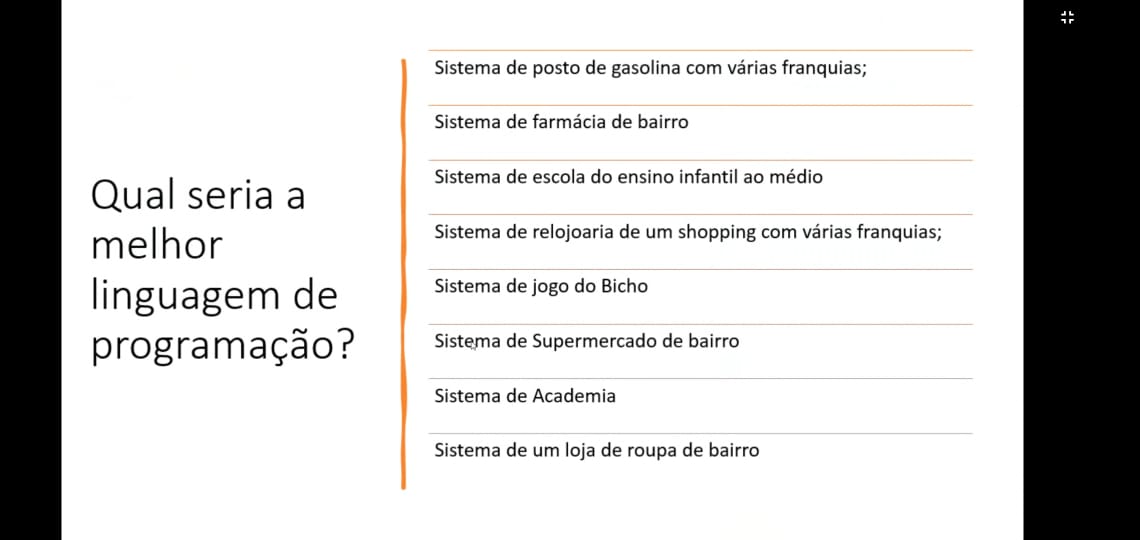 Qual seria a
melhor
linguagem de
programação?
Sistema de posto de gasolina com várias franquias;
Sistema de farmácia de bairro
Sistema de escola do ensino infantil ao médio
Sistema de relojoaria de um shopping com várias franquias;
Sistema de jogo do Bicho
Sistema de Supermercado de bairro
Sistema de Academia
Sistema de um loja de roupa de bairro